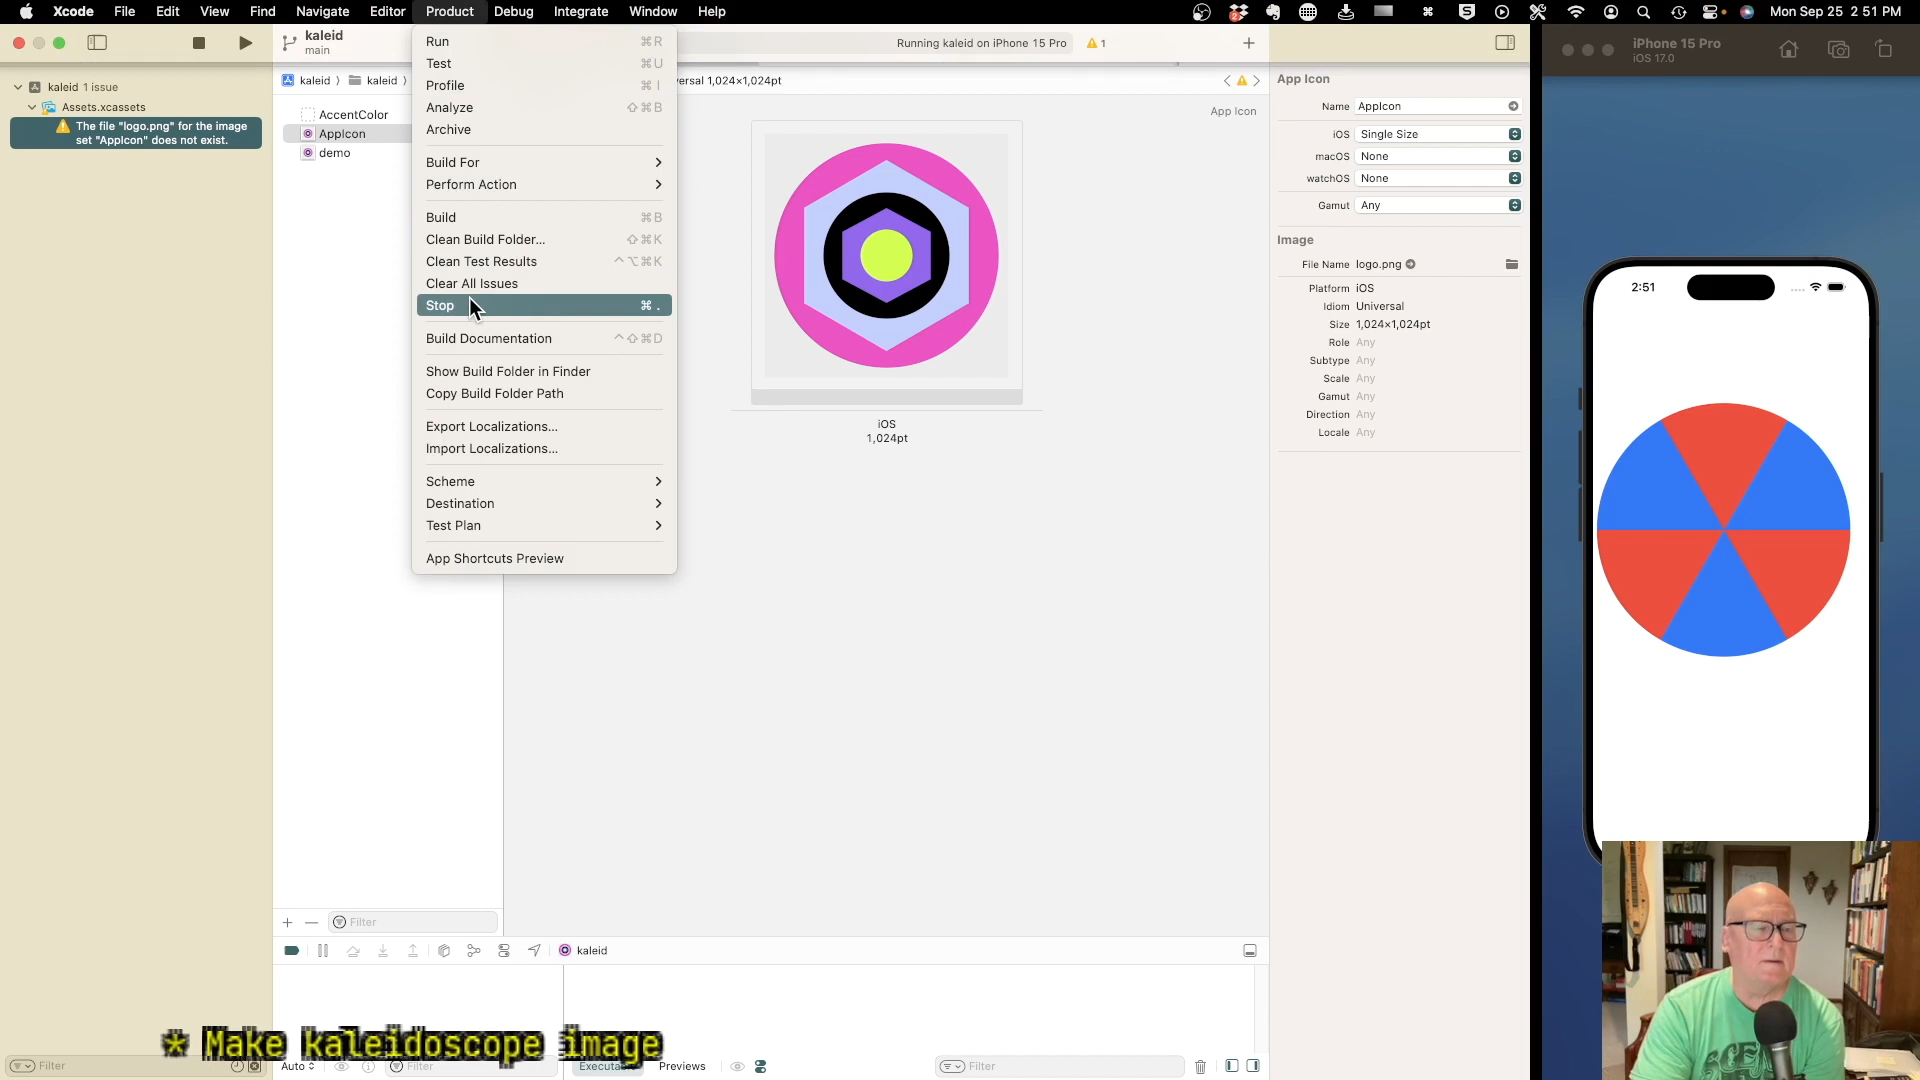 Xcode File Edit View Find Navigate Editor Product Debug Integrate Window Help
Mon Sep 25 2 51 PM
kaleid
main
Running kaleid on iPhone 15 Pro
1
iPhone 15 Pro
iOS 17.0
kaleid 1 issue
Assets.xcassets
The file "logo.png" for the image
set "AppIcon" does not exist.
kaleid
kaleid
ersal 1,024×1,024pt
AccentColor
AppIcon
demo
Run ⌘R
Test ⌘U
Profile ⌘I
Analyze ⇧⌘B
Archive
Build For
Perform Action
Build ⌘B
Clean Build Folder... ⇧⌘K
Clean Test Results ⌃⌥⌘K
Clear All Issues
Stop ⌘.
Build Documentation ⌃⇧⌘D
Show Build Folder in Finder
Copy Build Folder Path
Export Localizations...
Import Localizations...
Scheme
Destination
Test Plan
App Shortcuts Preview
App Icon
iOS
1,024pt
App Icon
Name AppIcon
iOS Single Size
macOS None
watchOS None
Gamut Any
Image
File Name logo.png
Platform iOS
Idiom Universal
Size 1,024×1,024pt
Role Any
Subtype Any
Scale Any
Gamut Any
Direction Any
Locale Any
2:51
Filter
kaleid
* Make kaleidoscope image
Filter
Auto
Filter
Previews
Filter